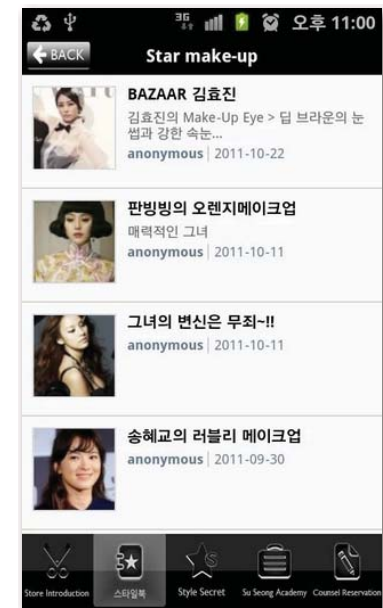 3G 오후 11:00
BACK Star make-up
BAZAAR 김효진
김효진의 Make-Up Eye > 딥 브라운의 눈
썹과 강한 속눈...
anonymous | 2011-10-22
판빙빙의 오렌지메이크업
매력적인 그녀
anonymous | 2011-10-11
그녀의 변신은 무죄~!!
anonymous | 2011-10-11
송혜교의 러블리 메이크업
anonymous | 2011-09-30
Store Introduction 스타일북 Style Secret Su Seong Academy Counsel Reservation